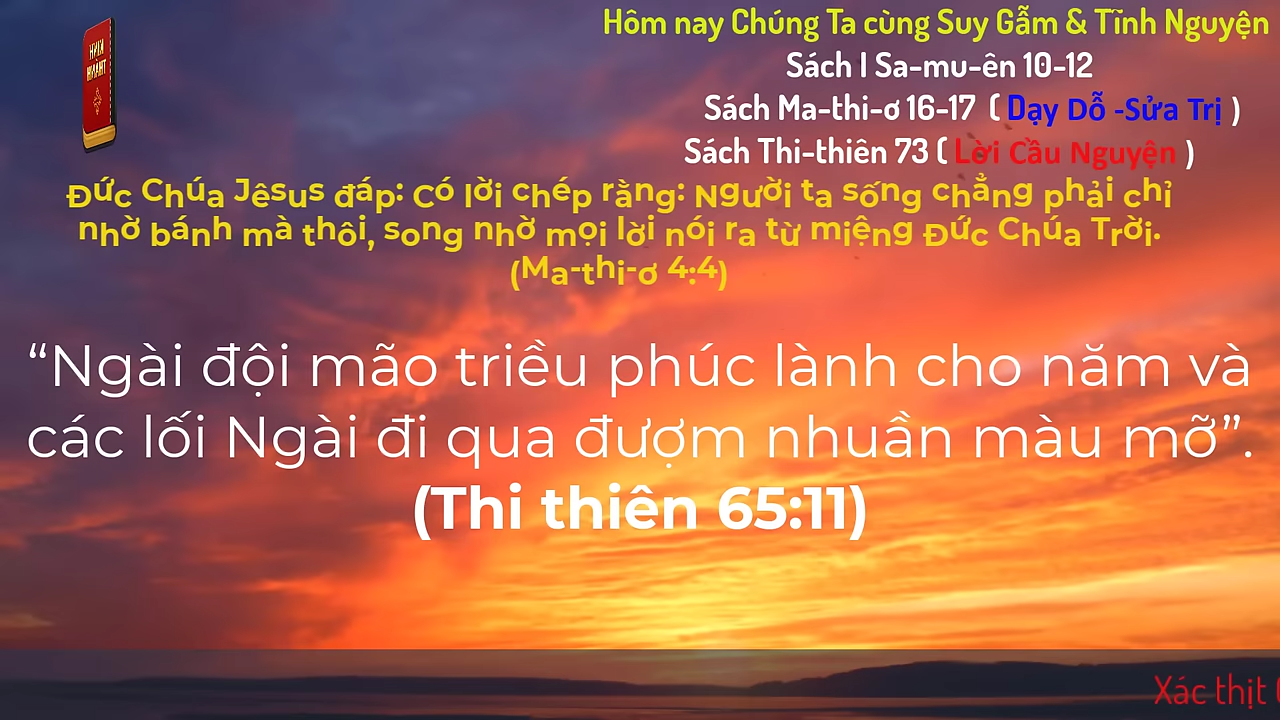 KINH
THÁNH
Hôm nay Chúng Ta cùng Suy Gẫm & Tĩnh Nguyện
Sách I Sa-mu-ên 10-12
Sách Ma-thi-ơ 16-17 ( Dạy Dỗ -Sửa Trị )
Sách Thi-thiên 73 ( Lời Cầu Nguyện )
Đức Chúa Jêsus đáp: Có lời chép rằng: Người ta sống chẳng phải chỉ
nhờ bánh mà thôi, song nhờ mọi lời nói ra từ miệng Đức Chúa Trời.
(Ma-thi-ơ 4:4)
“Ngài đội mão triều phúc lành cho năm và
các lối Ngài đi qua đượm nhuần màu mỡ”.
(Thi thiên 65:11)
Xác thịt